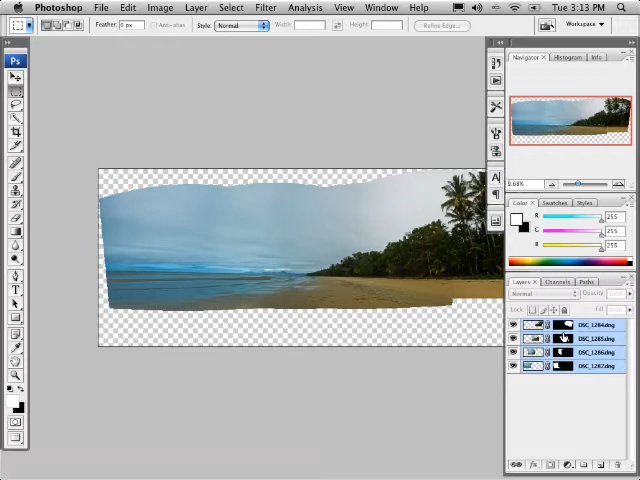 Photoshop File Edit Image Layer Select Filter Analysis View Window Help Tue 3:13 PM
Feather: 0 px Anti-alias Style: Normal Width: Height: Refine Edge... Workspace
Ps
Navigator × Histogram Info
9.68%
Color × Swatches Styles
R 255
G 255
B 255
Layers × Channels Paths
Normal Opacity:
Lock: Fill:
DSC_1284.dng
DSC_1285.dng
DSC_1286.dng
DSC_1287.dng